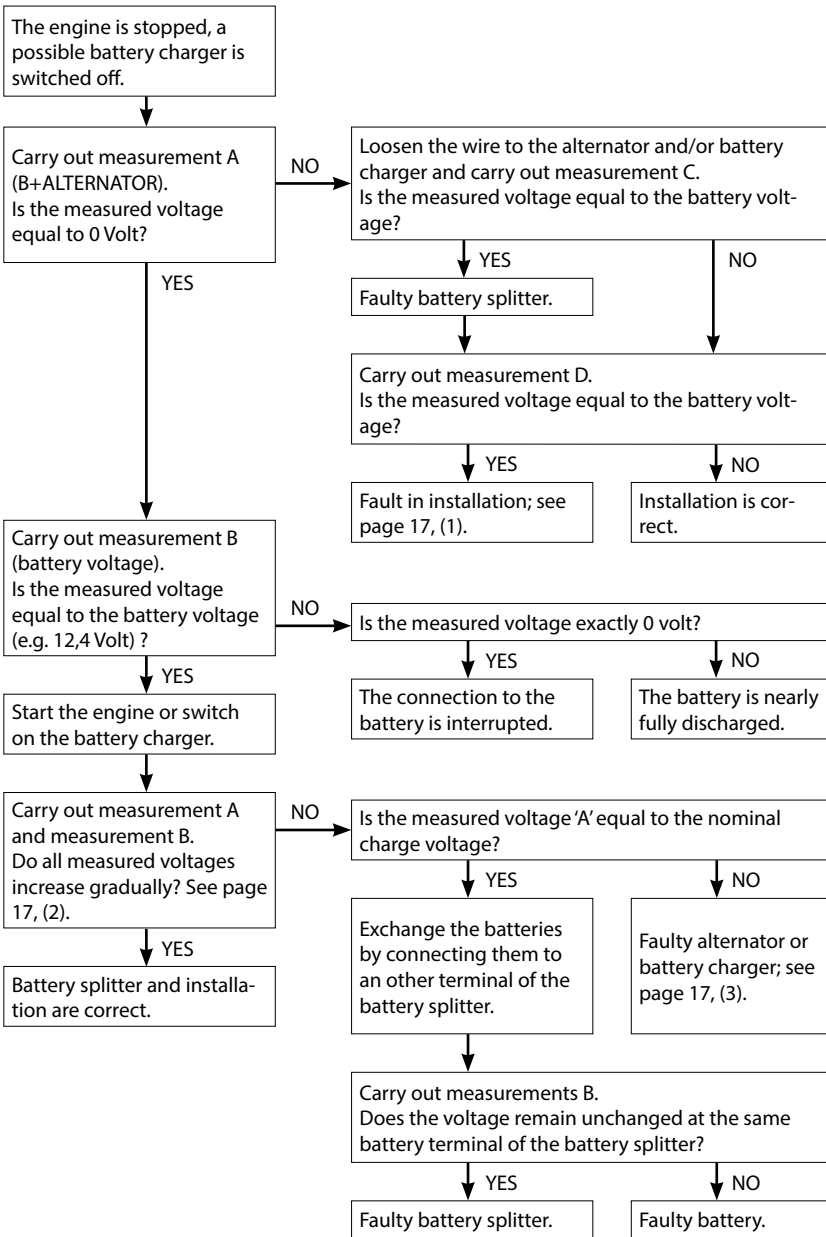 The engine is stopped, a
possible battery charger is
switched off.
Carry out measurement A
(B+ALTERNATOR).
Is the measured voltage
equal to 0 Volt?
NO
Loosen the wire to the alternator and/or battery
charger and carry out measurement C.
Is the measured voltage equal to the battery volt-
age?
YES
YES
NO
Faulty battery splitter.
Carry out measurement D.
Is the measured voltage equal to the battery volt-
age?
YES
NO
Fault in installation; see
page 17, (1).
Installation is cor-
rect.
Carry out measurement B
(battery voltage).
Is the measured voltage
equal to the battery voltage
(e.g. 12,4 Volt) ?
NO
Is the measured voltage exactly 0 volt?
YES
YES
NO
The connection to the
battery is interrupted.
The battery is nearly
fully discharged.
Start the engine or switch
on the battery charger.
Carry out measurement A
and measurement B.
Do all measured voltages
increase gradually? See page
17, (2).
NO
Is the measured voltage ‘A’ equal to the nominal
charge voltage?
YES
YES
NO
Battery splitter and installa-
tion are correct.
Exchange the batteries
by connecting them to
an other terminal of the
battery splitter.
Faulty alternator or
battery charger; see
page 17, (3).
Carry out measurements B.
Does the voltage remain unchanged at the same
battery terminal of the battery splitter?
YES
NO
Faulty battery splitter.
Faulty battery.